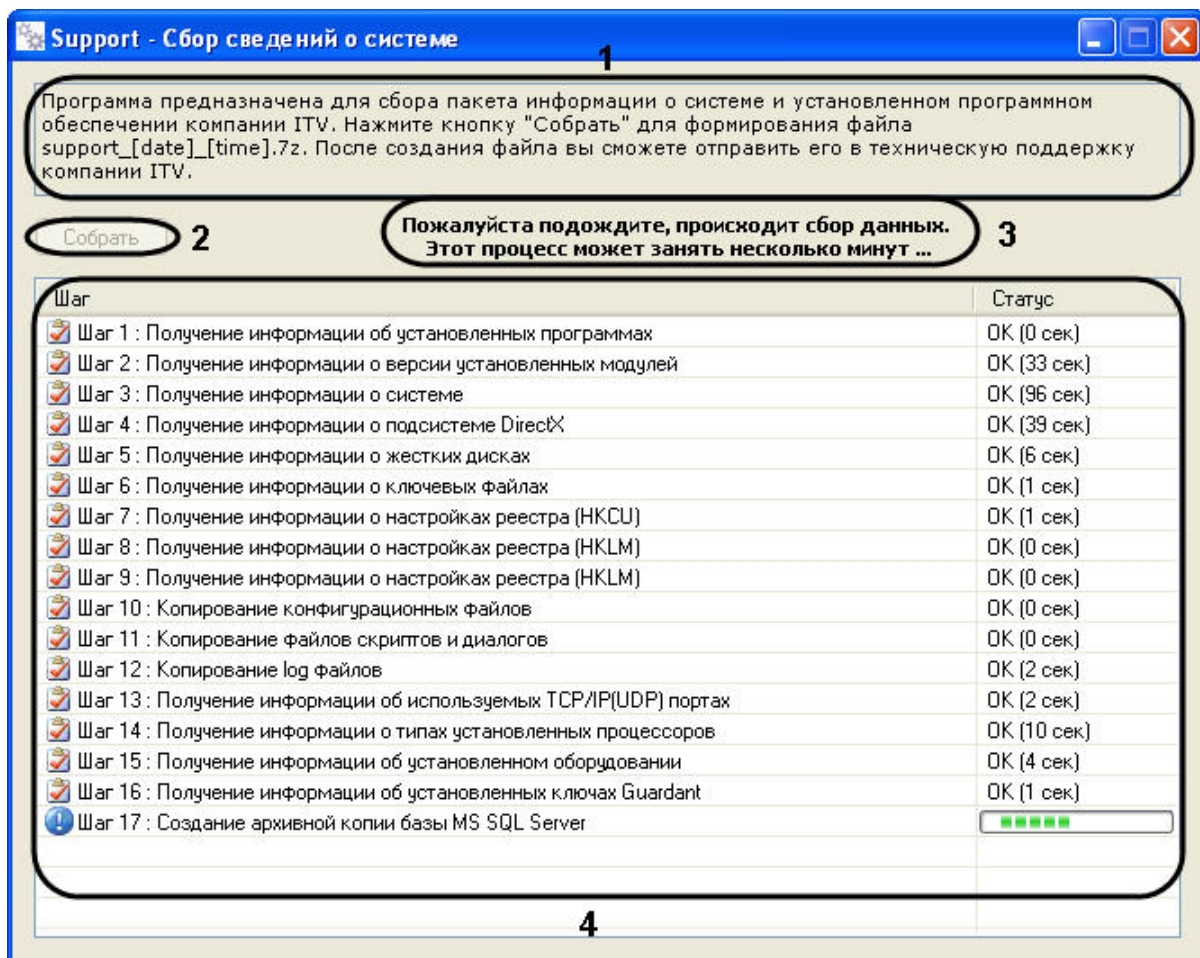 Support - Сбор сведений о системе
1
Программа предназначена для сбора пакета информации о системе и установленном программном
обеспечении компании ITV. Нажмите кнопку "Собрать" для формирования файла
support_[date]_[time].7z. После создания файла вы сможете отправить его в техническую поддержку
компании ITV.
Собрать 2
Пожалуйста подождите, происходит сбор данных.
Этот процесс может занять несколько минут ...
3
Шаг Статус
Шаг 1 : Получение информации об установленных программах OK (0 сек)
Шаг 2 : Получение информации о версии установленных модулей OK (33 сек)
Шаг 3 : Получение информации о системе OK (96 сек)
Шаг 4 : Получение информации о подсистеме DirectX OK (39 сек)
Шаг 5 : Получение информации о жестких дисках OK (6 сек)
Шаг 6 : Получение информации о ключевых файлах OK (1 сек)
Шаг 7 : Получение информации о настройках реестра (HKCU) OK (1 сек)
Шаг 8 : Получение информации о настройках реестра (HKLM) OK (0 сек)
Шаг 9 : Получение информации о настройках реестра (HKLM) OK (0 сек)
Шаг 10 : Копирование конфигурационных файлов OK (0 сек)
Шаг 11 : Копирование файлов скриптов и диалогов OK (0 сек)
Шаг 12 : Копирование log файлов OK (2 сек)
Шаг 13 : Получение информации об используемых TCP/IP(UDP) портах OK (2 сек)
Шаг 14 : Получение информации о типах установленных процессоров OK (10 сек)
Шаг 15 : Получение информации об установленном оборудовании OK (4 сек)
Шаг 16 : Получение информации об установленных ключах Guardant OK (1 сек)
Шаг 17 : Создание архивной копии базы MS SQL Server
4